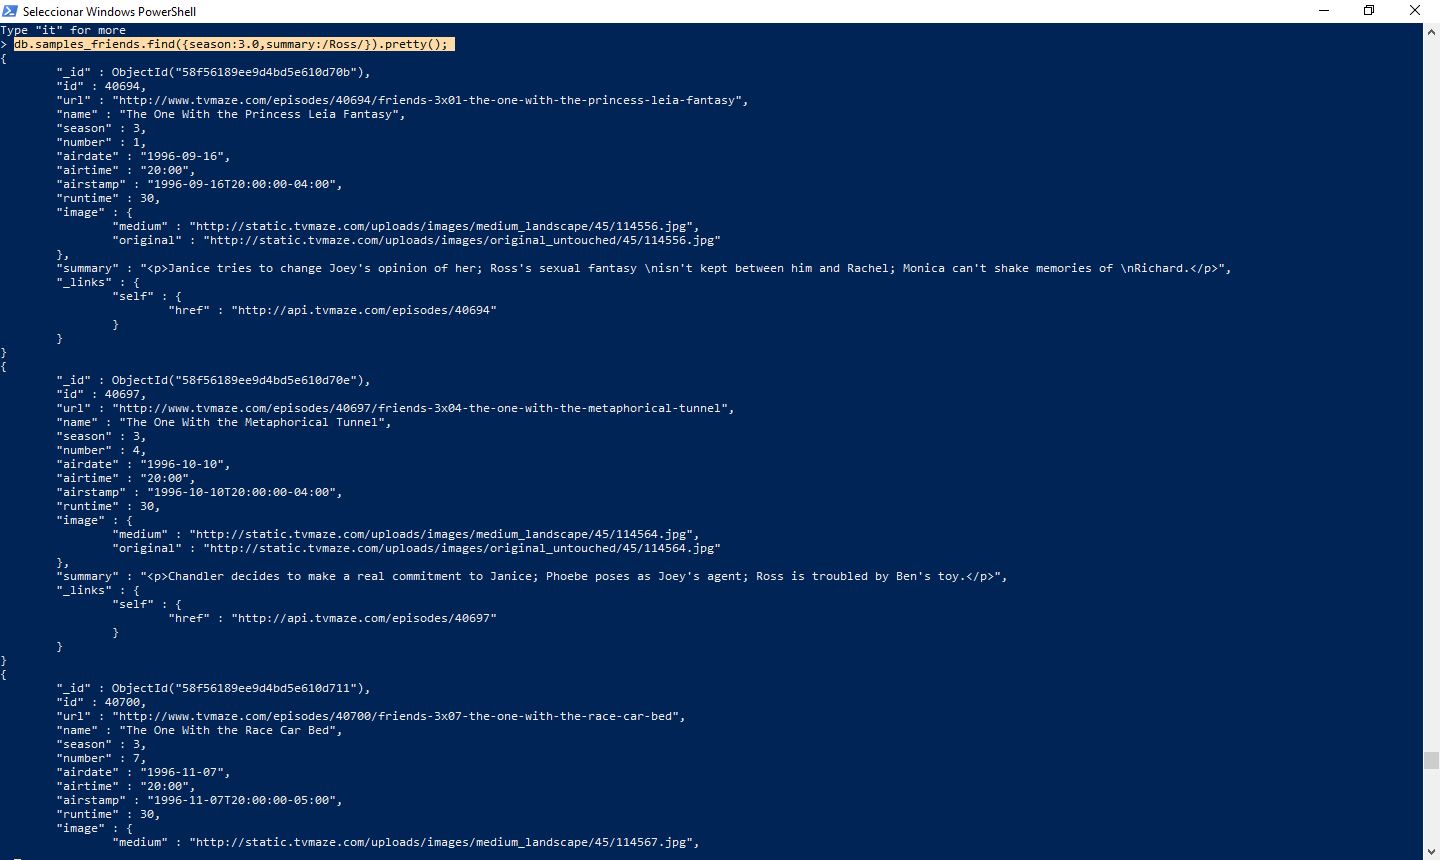 Seleccionar Windows PowerShell
Type "it" for more
> db.samples_friends.find({season:3.0,summary:/Ross/}).pretty();
{
        "_id" : ObjectId("58f56189ee9d4bd5e610d70b"),
        "id" : 40694,
        "url" : "http://www.tvmaze.com/episodes/40694/friends-3x01-the-one-with-the-princess-leia-fantasy",
        "name" : "The One With the Princess Leia Fantasy",
        "season" : 3,
        "number" : 1,
        "airdate" : "1996-09-16",
        "airtime" : "20:00",
        "airstamp" : "1996-09-16T20:00:00-04:00",
        "runtime" : 30,
        "image" : {
                "medium" : "http://static.tvmaze.com/uploads/images/medium_landscape/45/114556.jpg",
                "original" : "http://static.tvmaze.com/uploads/images/original_untouched/45/114556.jpg"
        },
        "summary" : "<p>Janice tries to change Joey's opinion of her; Ross's sexual fantasy \nisn't kept between him and Rachel; Monica can't shake memories of \nRichard.</p>",
        "_links" : {
                "self" : {
                        "href" : "http://api.tvmaze.com/episodes/40694"
                }
        }
}
{
        "_id" : ObjectId("58f56189ee9d4bd5e610d70e"),
        "id" : 40697,
        "url" : "http://www.tvmaze.com/episodes/40697/friends-3x04-the-one-with-the-metaphorical-tunnel",
        "name" : "The One With the Metaphorical Tunnel",
        "season" : 3,
        "number" : 4,
        "airdate" : "1996-10-10",
        "airtime" : "20:00",
        "airstamp" : "1996-10-10T20:00:00-04:00",
        "runtime" : 30,
        "image" : {
                "medium" : "http://static.tvmaze.com/uploads/images/medium_landscape/45/114564.jpg",
                "original" : "http://static.tvmaze.com/uploads/images/original_untouched/45/114564.jpg"
        },
        "summary" : "<p>Chandler decides to make a real commitment to Janice; Phoebe poses as Joey's agent; Ross is troubled by Ben's toy.</p>",
        "_links" : {
                "self" : {
                        "href" : "http://api.tvmaze.com/episodes/40697"
                }
        }
}
{
        "_id" : ObjectId("58f56189ee9d4bd5e610d711"),
        "id" : 40700,
        "url" : "http://www.tvmaze.com/episodes/40700/friends-3x07-the-one-with-the-race-car-bed",
        "name" : "The One With the Race Car Bed",
        "season" : 3,
        "number" : 7,
        "airdate" : "1996-11-07",
        "airtime" : "20:00",
        "airstamp" : "1996-11-07T20:00:00-05:00",
        "runtime" : 30,
        "image" : {
                "medium" : "http://static.tvmaze.com/uploads/images/medium_landscape/45/114567.jpg",